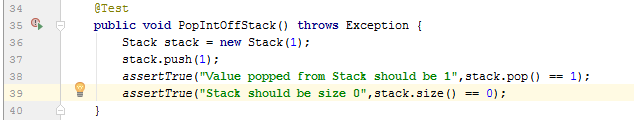 34 @Test
35 public void PopIntOffStack() throws Exception {
36 Stack stack = new Stack(1);
37 stack.push(1);
38 assertTrue("Value popped from Stack should be 1",stack.pop() == 1);
39 assertTrue("Stack should be size 0",stack.size() == 0);
40 }